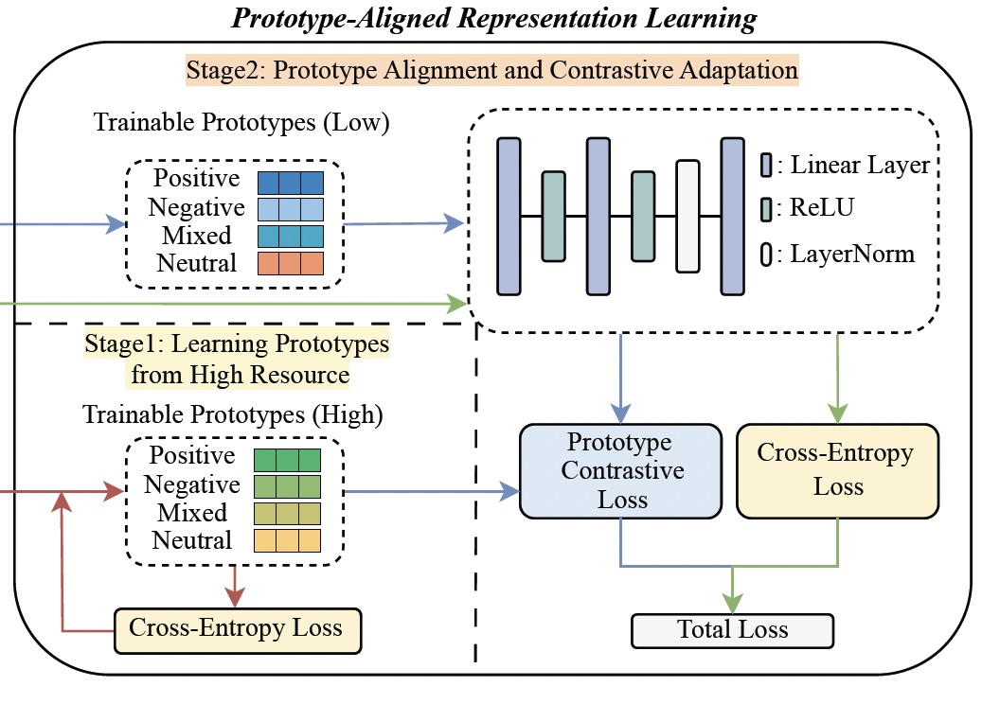 Prototype-Aligned Representation Learning
Stage2: Prototype Alignment and Contrastive Adaptation
Trainable Prototypes (Low)
Positive
Negative
Mixed
Neutral
: Linear Layer
: ReLU
: LayerNorm
Stage1: Learning Prototypes
from High Resource
Trainable Prototypes (High)
Positive
Negative
Mixed
Neutral
Cross-Entropy Loss
Prototype
Contrastive
Loss
Cross-Entropy
Loss
Total Loss